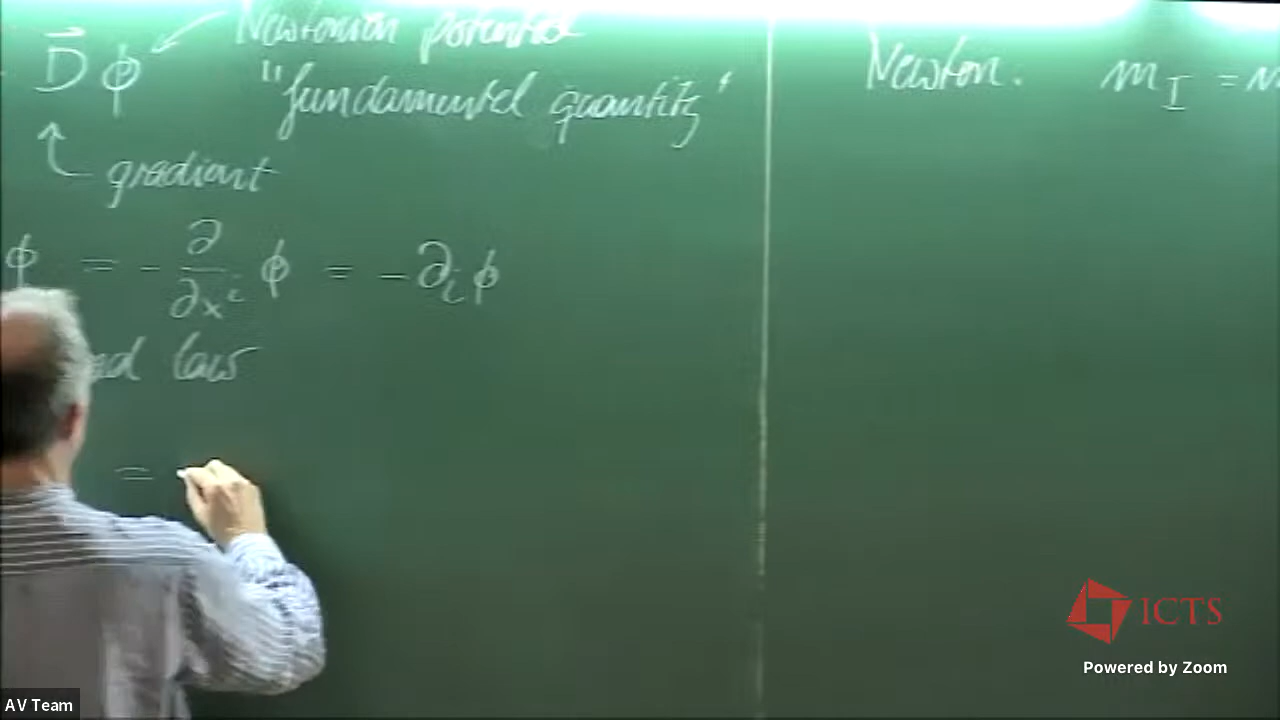 Newtonian potential
D⃗ ϕ
"fundamental quantity"
gradient
ϕ = - ∂/∂xⁱ ϕ = - ∂ᵢ ϕ
law
=
Newton. m_I =
ICTS
Powered by Zoom
AV Team